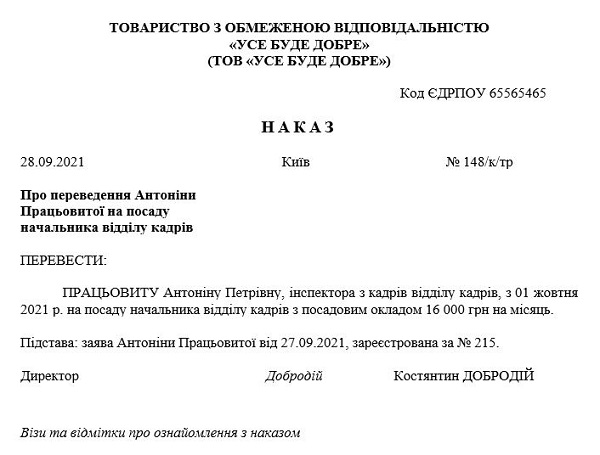 ТОВАРИСТВО З ОБМЕЖЕНОЮ ВІДПОВІДАЛЬНІСТЮ
«УСЕ БУДЕ ДОБРЕ»
(ТОВ «УСЕ БУДЕ ДОБРЕ»)
Код ЄДРПОУ 65565465
Н А К А З
28.09.2021 Київ № 148/к/тр
Про переведення Антоніни
Працьовитої на посаду
начальника відділу кадрів
ПЕРЕВЕСТИ:
ПРАЦЬОВИТУ Антоніну Петрівну, інспектора з кадрів відділу кадрів, з 01 жовтня
2021 р. на посаду начальника відділу кадрів з посадовим окладом 16 000 грн на місяць.
Підстава: заява Антоніни Працьовитої від 27.09.2021, зареєстрована за № 215.
Директор Добродій Костянтин ДОБРОДІЙ
Візи та відмітки про ознайомлення з наказом